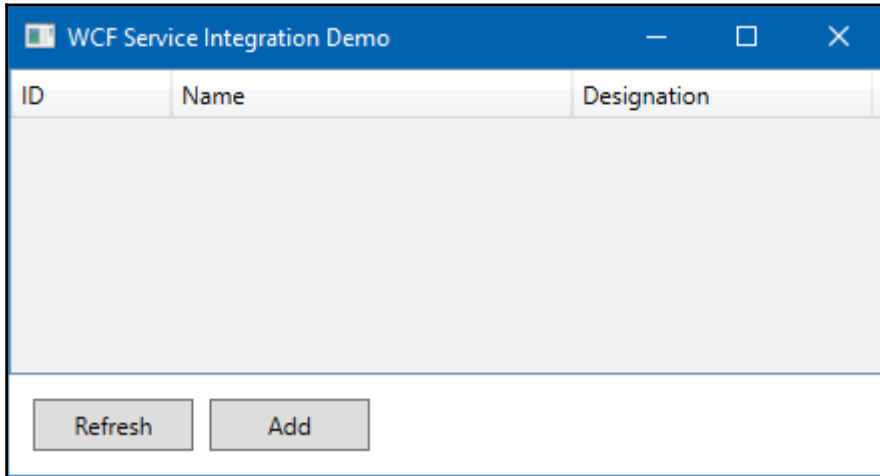 WCF Service Integration Demo
ID Name Designation
Refresh Add